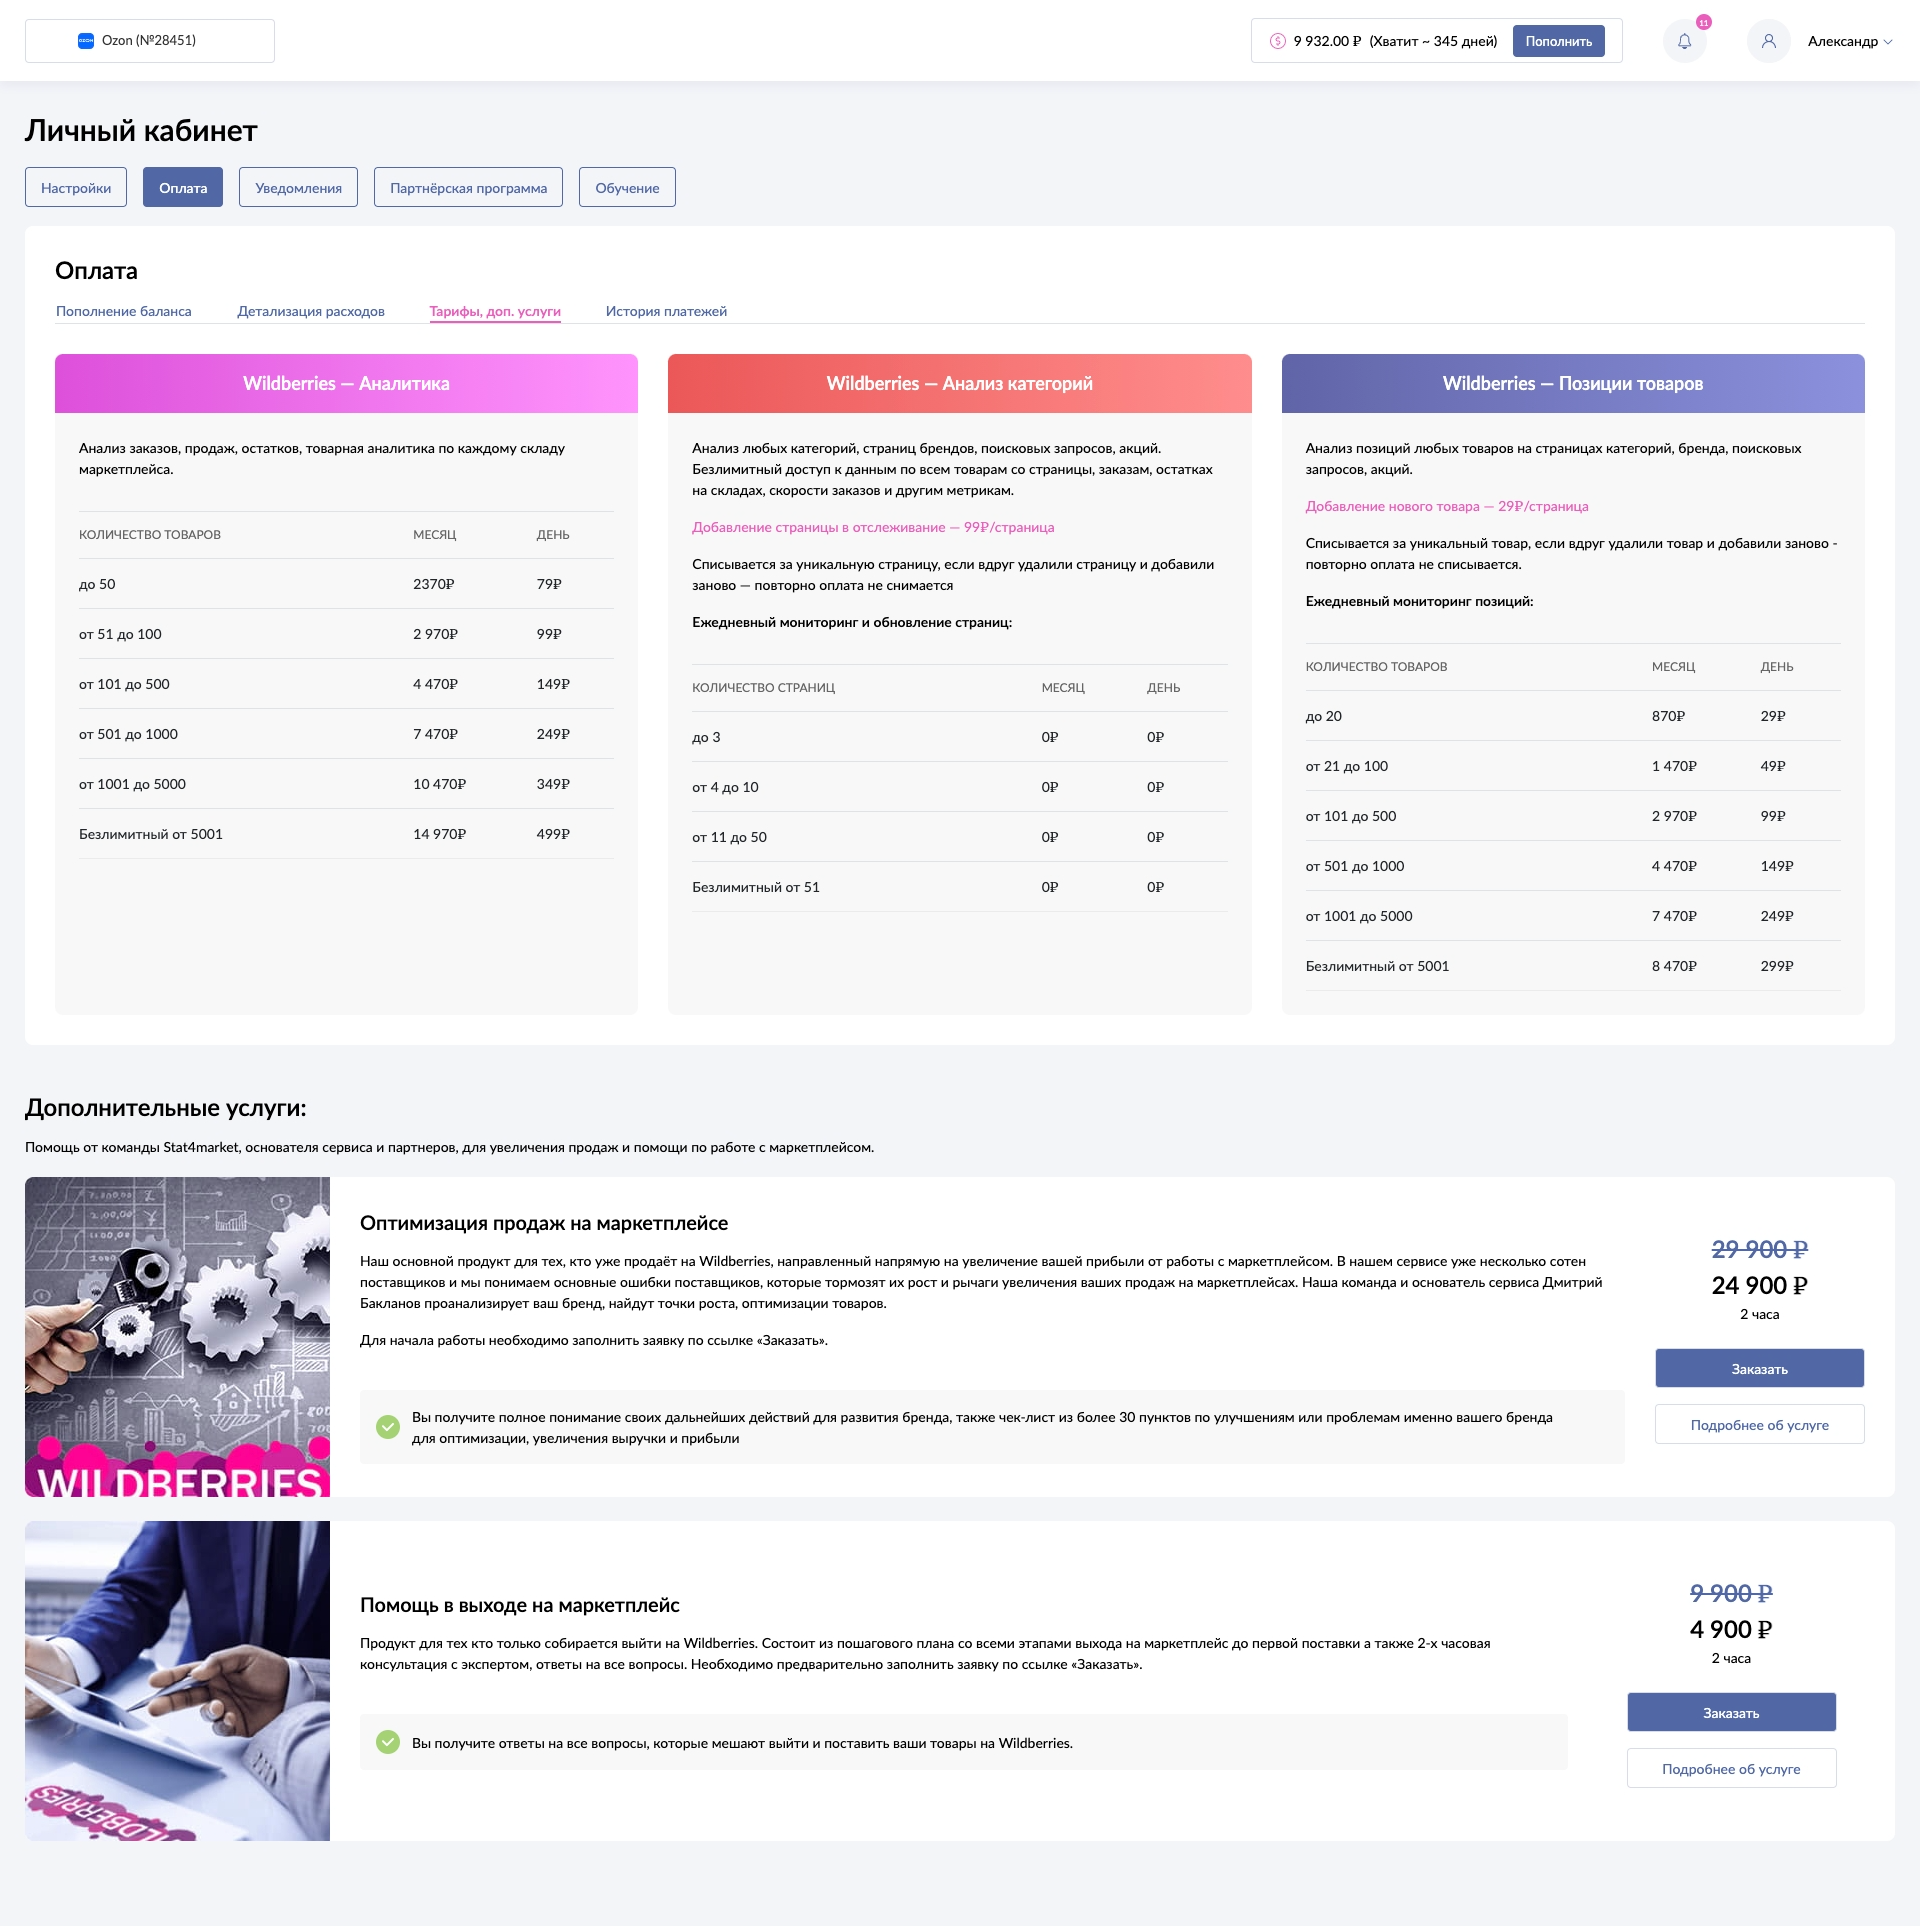 Ozon (№28451)
9 932.00 ₽ (Хватит ~ 345 дней)
Пополнить
11
Александр
Личный кабинет
Настройки
Оплата
Уведомления
Партнёрская программа
Обучение
Оплата
Пополнение баланса
Детализация расходов
Тарифы, доп. услуги
История платежей
Wildberries — Аналитика
Анализ заказов, продаж, остатков, товарная аналитика по каждому складу
маркетплейса.
КОЛИЧЕСТВО ТОВАРОВ МЕСЯЦ ДЕНЬ
до 50 2370₽ 79₽
от 51 до 100 2 970₽ 99₽
от 101 до 500 4 470₽ 149₽
от 501 до 1000 7 470₽ 249₽
от 1001 до 5000 10 470₽ 349₽
Безлимитный от 5001 14 970₽ 499₽
Wildberries — Анализ категорий
Анализ любых категорий, страниц брендов, поисковых запросов, акций.
Безлимитный доступ к данным по всем товарам со страницы, заказам, остатках
на складах, скорости заказов и другим метрикам.
Добавление страницы в отслеживание — 99₽/страница
Списывается за уникальную страницу, если вдруг удалили страницу и добавили
заново — повторно оплата не снимается
Ежедневный мониторинг и обновление страниц:
КОЛИЧЕСТВО СТРАНИЦ МЕСЯЦ ДЕНЬ
до 3 0₽ 0₽
от 4 до 10 0₽ 0₽
от 11 до 50 0₽ 0₽
Безлимитный от 51 0₽ 0₽
Wildberries — Позиции товаров
Анализ позиций любых товаров на страницах категорий, бренда, поисковых
запросов, акций.
Добавление нового товара — 29₽/страница
Списывается за уникальный товар, если вдруг удалили товар и добавили заново -
повторно оплата не списывается.
Ежедневный мониторинг позиций:
КОЛИЧЕСТВО ТОВАРОВ МЕСЯЦ ДЕНЬ
до 20 870₽ 29₽
от 21 до 100 1 470₽ 49₽
от 101 до 500 2 970₽ 99₽
от 501 до 1000 4 470₽ 149₽
от 1001 до 5000 7 470₽ 249₽
Безлимитный от 5001 8 470₽ 299₽
Дополнительные услуги:
Помощь от команды Stat4market, основателя сервиса и партнеров, для увеличения продаж и помощи по работе с маркетплейсом.
WILDBERRIES
Оптимизация продаж на маркетплейсе
Наш основной продукт для тех, кто уже продаёт на Wildberries, направленный напрямую на увеличение вашей прибыли от работы с маркетплейсом. В нашем сервисе уже несколько сотен
поставщиков и мы понимаем основные ошибки поставщиков, которые тормозят их рост и рычаги увеличения ваших продаж на маркетплейсах. Наша команда и основатель сервиса Дмитрий
Бакланов проанализирует ваш бренд, найдут точки роста, оптимизации товаров.
Для начала работы необходимо заполнить заявку по ссылке «Заказать».
Вы получите полное понимание своих дальнейших действий для развития бренда, также чек-лист из более 30 пунктов по улучшениям или проблемам именно вашего бренда
для оптимизации, увеличения выручки и прибыли
29 900 ₽
24 900 ₽
2 часа
Заказать
Подробнее об услуге
Помощь в выходе на маркетплейс
Продукт для тех кто только собирается выйти на Wildberries. Состоит из пошагового плана со всеми этапами выхода на маркетплейс до первой поставки а также 2-х часовая
консультация с экспертом, ответы на все вопросы. Необходимо предварительно заполнить заявку по ссылке «Заказать».
Вы получите ответы на все вопросы, которые мешают выйти и поставить ваши товары на Wildberries.
9 900 ₽
4 900 ₽
2 часа
Заказать
Подробнее об услуге